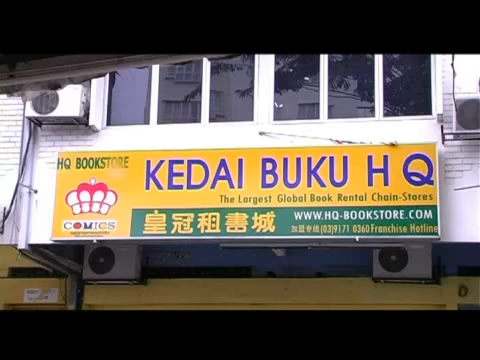 HQ BOOKSTORE
KEDAI BUKU H Q
The Largest Global Book Rental Chain-Stores
COMICS
皇冠租書城
WWW.HQ-BOOKSTORE.COM
加盟专线(03)9171 0360 Franchise Hotline